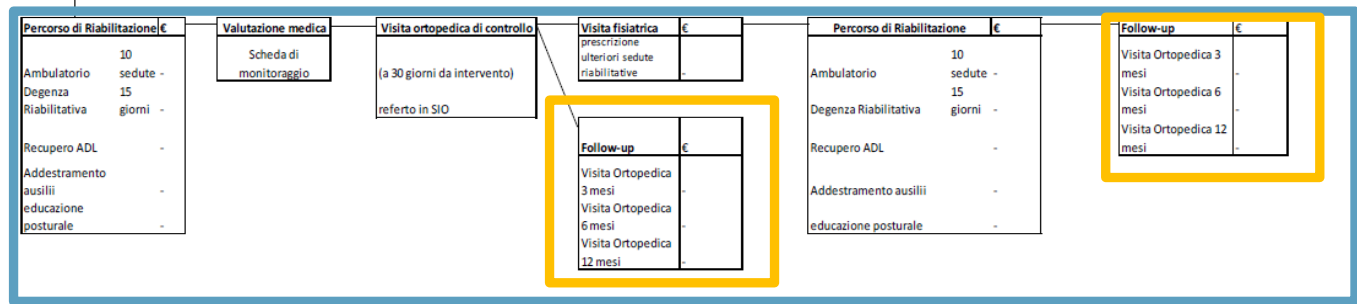 Percorso di Riabilitazione €
10
Ambulatorio sedute -
Degenza 15
Riabilitativa giorni -
Recupero ADL -
Addestramento
ausilii -
educazione
posturale -
Valutazione medica
Scheda di
monitoraggio
Visita ortopedica di controllo
(a 30 giorni da intervento)
referto in SIO
Visita fisiatrica €
prescrizione
ulteriori sedute
riabilitative -
Follow-up €
Visita Ortopedica
3 mesi -
Visita Ortopedica
6 mesi -
Visita Ortopedica
12 mesi -
Percorso di Riabilitazione €
10
Ambulatorio sedute -
15
Degenza Riabilitativa giorni -
Recupero ADL -
Addestramento ausilii -
educazione posturale -
Follow-up €
Visita Ortopedica 3
mesi -
Visita Ortopedica 6
mesi -
Visita Ortopedica 12
mesi -